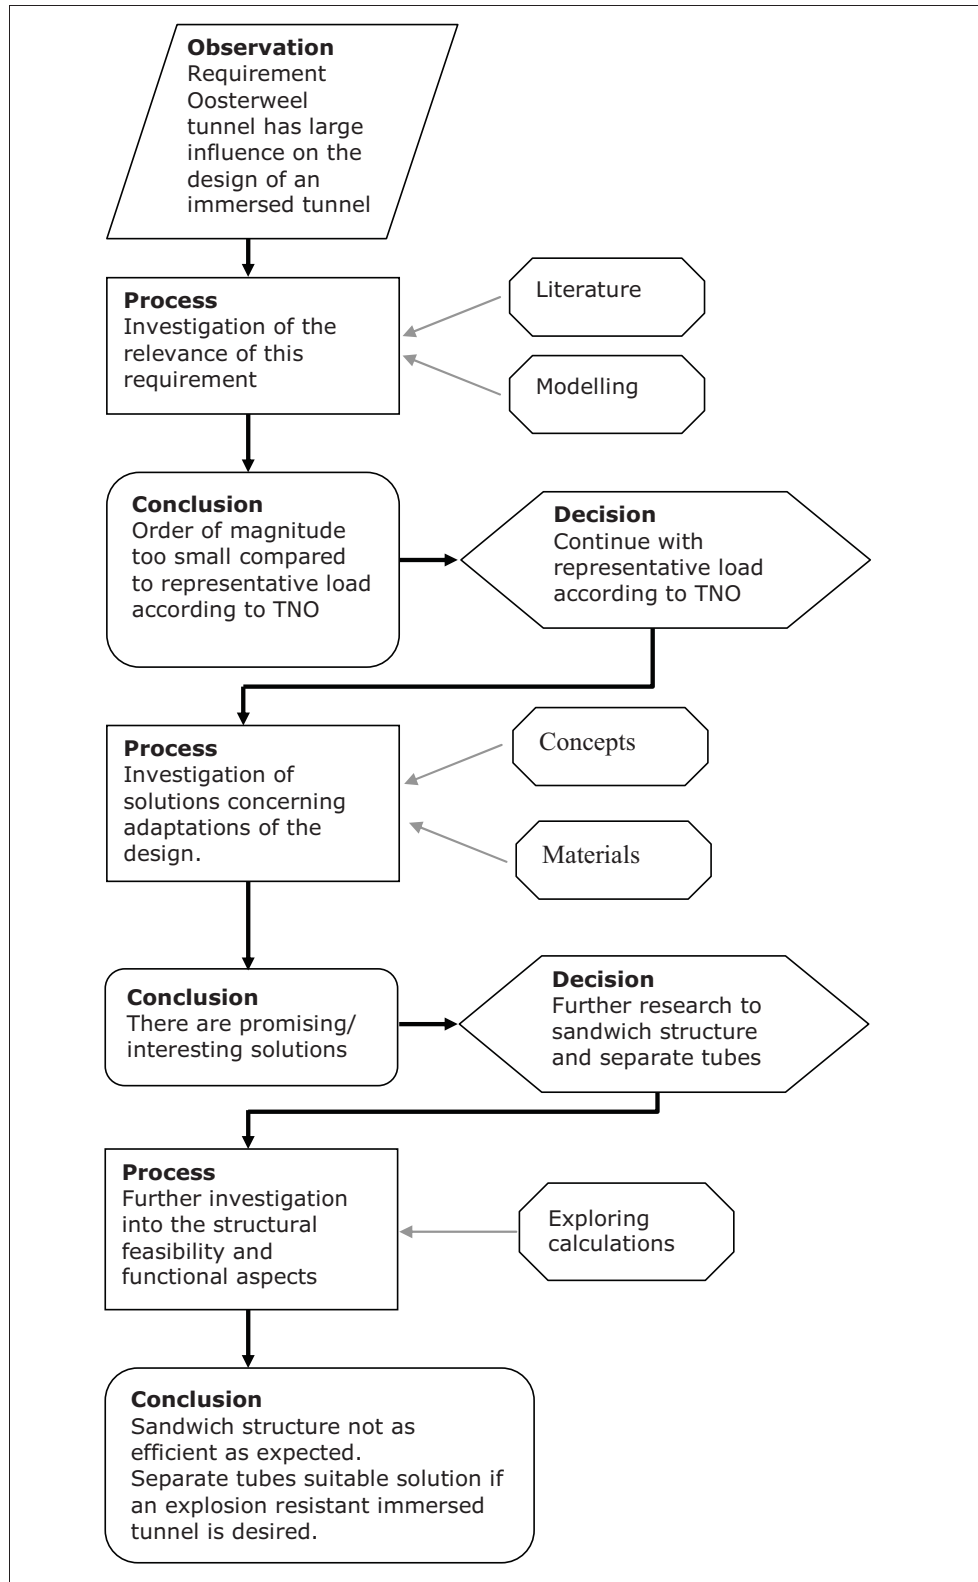 Observation
Requirement
Oosterweel
tunnel has large
influence on the
design of an
immersed tunnel
Process
Investigation of the
relevance of this
requirement
Literature
Modelling
Conclusion
Order of magnitude
too small compared
to representative load
according to TNO
Decision
Continue with
representative load
according to TNO
Process
Investigation of
solutions concerning
adaptations of the
design.
Concepts
Materials
Conclusion
There are promising/
interesting solutions
Decision
Further research to
sandwich structure
and separate tubes
Process
Further investigation
into the structural
feasibility and
functional aspects
Exploring
calculations
Conclusion
Sandwich structure not as
efficient as expected.
Separate tubes suitable solution if
an explosion resistant immersed
tunnel is desired.